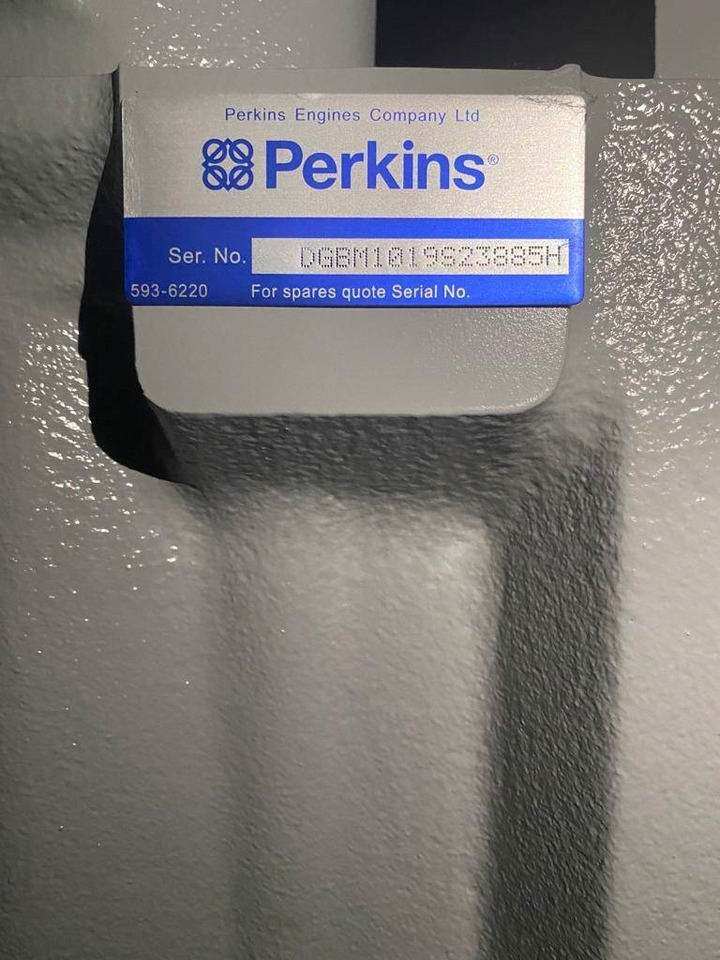 Perkins Engines Company Ltd
Perkins®
Ser. No. DGBM1019S23885H
593-6220 For spares quote Serial No.